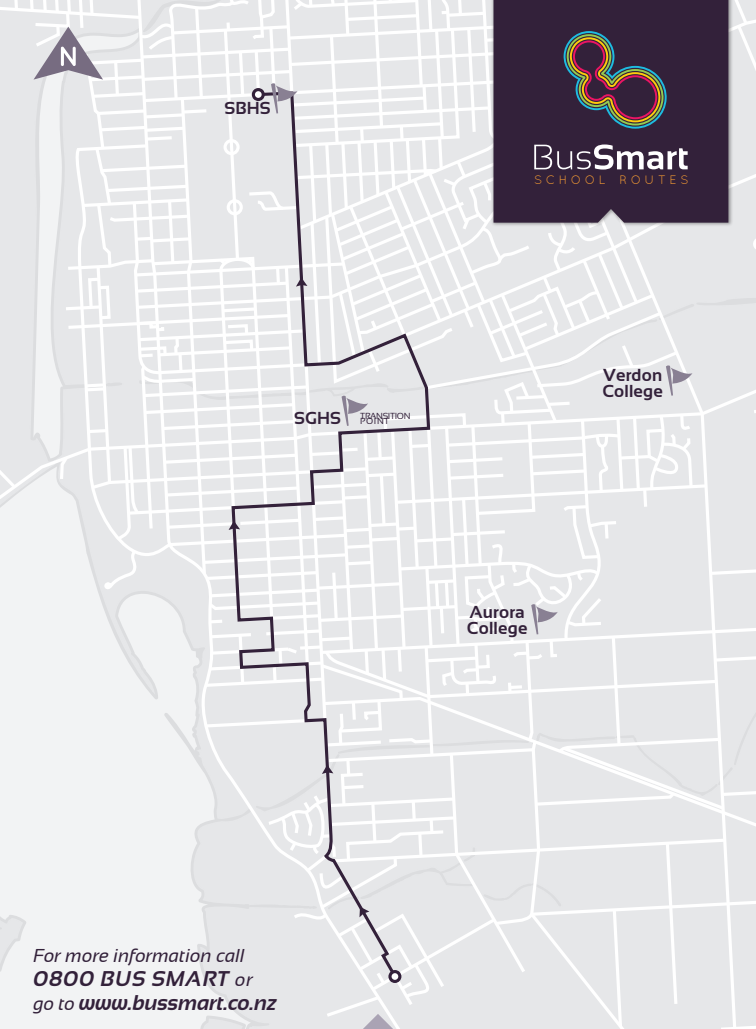 N
SBHS
BusSmart
SCHOOL ROUTES
Verdon
College
SGHS
TRANSITION
POINT
Aurora
College
For more information call
0800 BUS SMART or
go to www.bussmart.co.nz